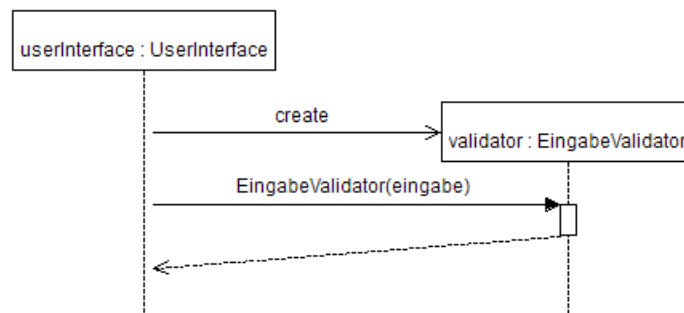 userInterface : UserInterface
create
validator : EingabeValidator
EingabeValidator(eingabe)